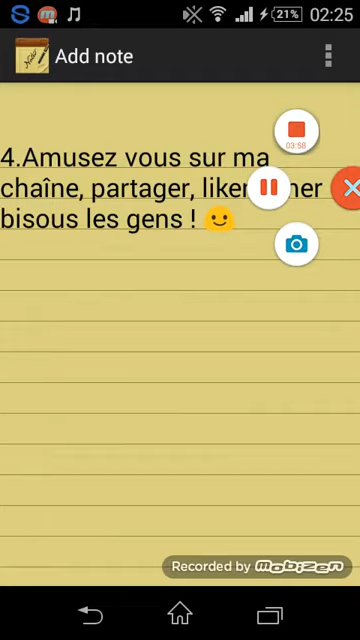 21% 02:25
Add note
03:58
4.Amusez vous sur ma
chaîne, partager, liker
bisous les gens !
Recorded by mobizen